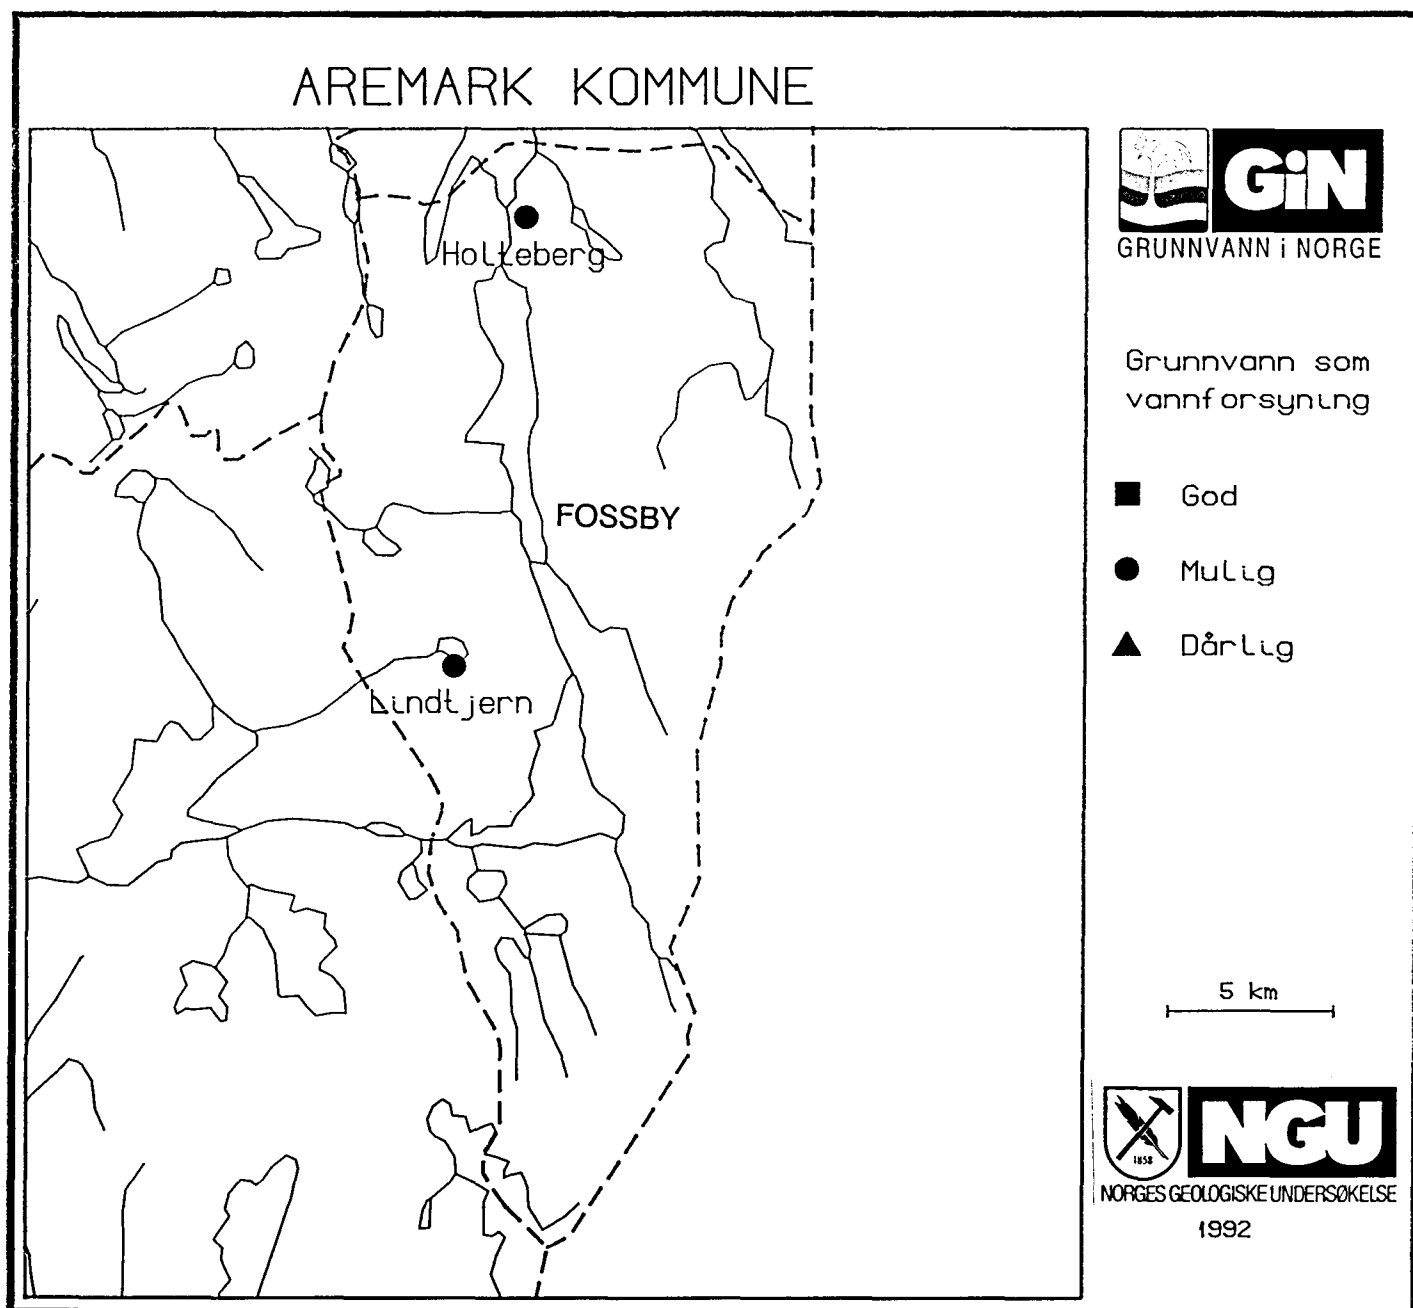 AREMARK KOMMUNE
GiN
GRUNNVANN i NORGE
Holleberg
Grunnvann som
vannforsyning
God
FOSSBY
Mulig
Dårlig
Lindtjern
5 km
1858
NGU
NORGES GEOLOGISKE UNDERSØKELSE
1992